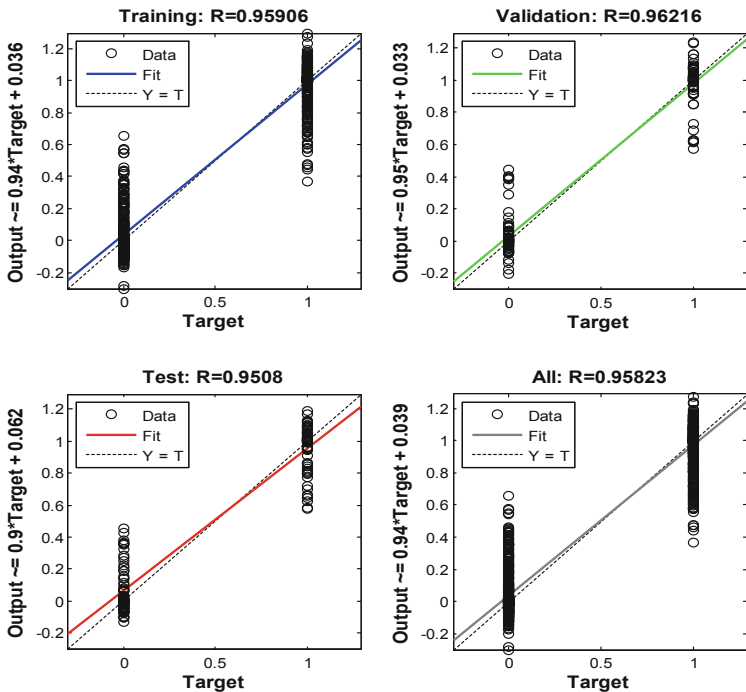 Training: R=0.95906
Output ~= 0.94*Target + 0.036
1.2
1
0.8
0.6
0.4
0.2
0
-0.2
Data
Fit
Y = T
0
0.5
1
Target
Validation: R=0.96216
Output ~= 0.95*Target + 0.033
1.2
1
0.8
0.6
0.4
0.2
0
-0.2
Data
Fit
Y = T
0
0.5
1
Target
Test: R=0.9508
Output ~= 0.9*Target + 0.062
1.2
1
0.8
0.6
0.4
0.2
0
-0.2
Data
Fit
Y = T
0
0.5
1
Target
All: R=0.95823
Output ~= 0.94*Target + 0.039
1.2
1
0.8
0.6
0.4
0.2
0
-0.2
Data
Fit
Y = T
0
0.5
1
Target